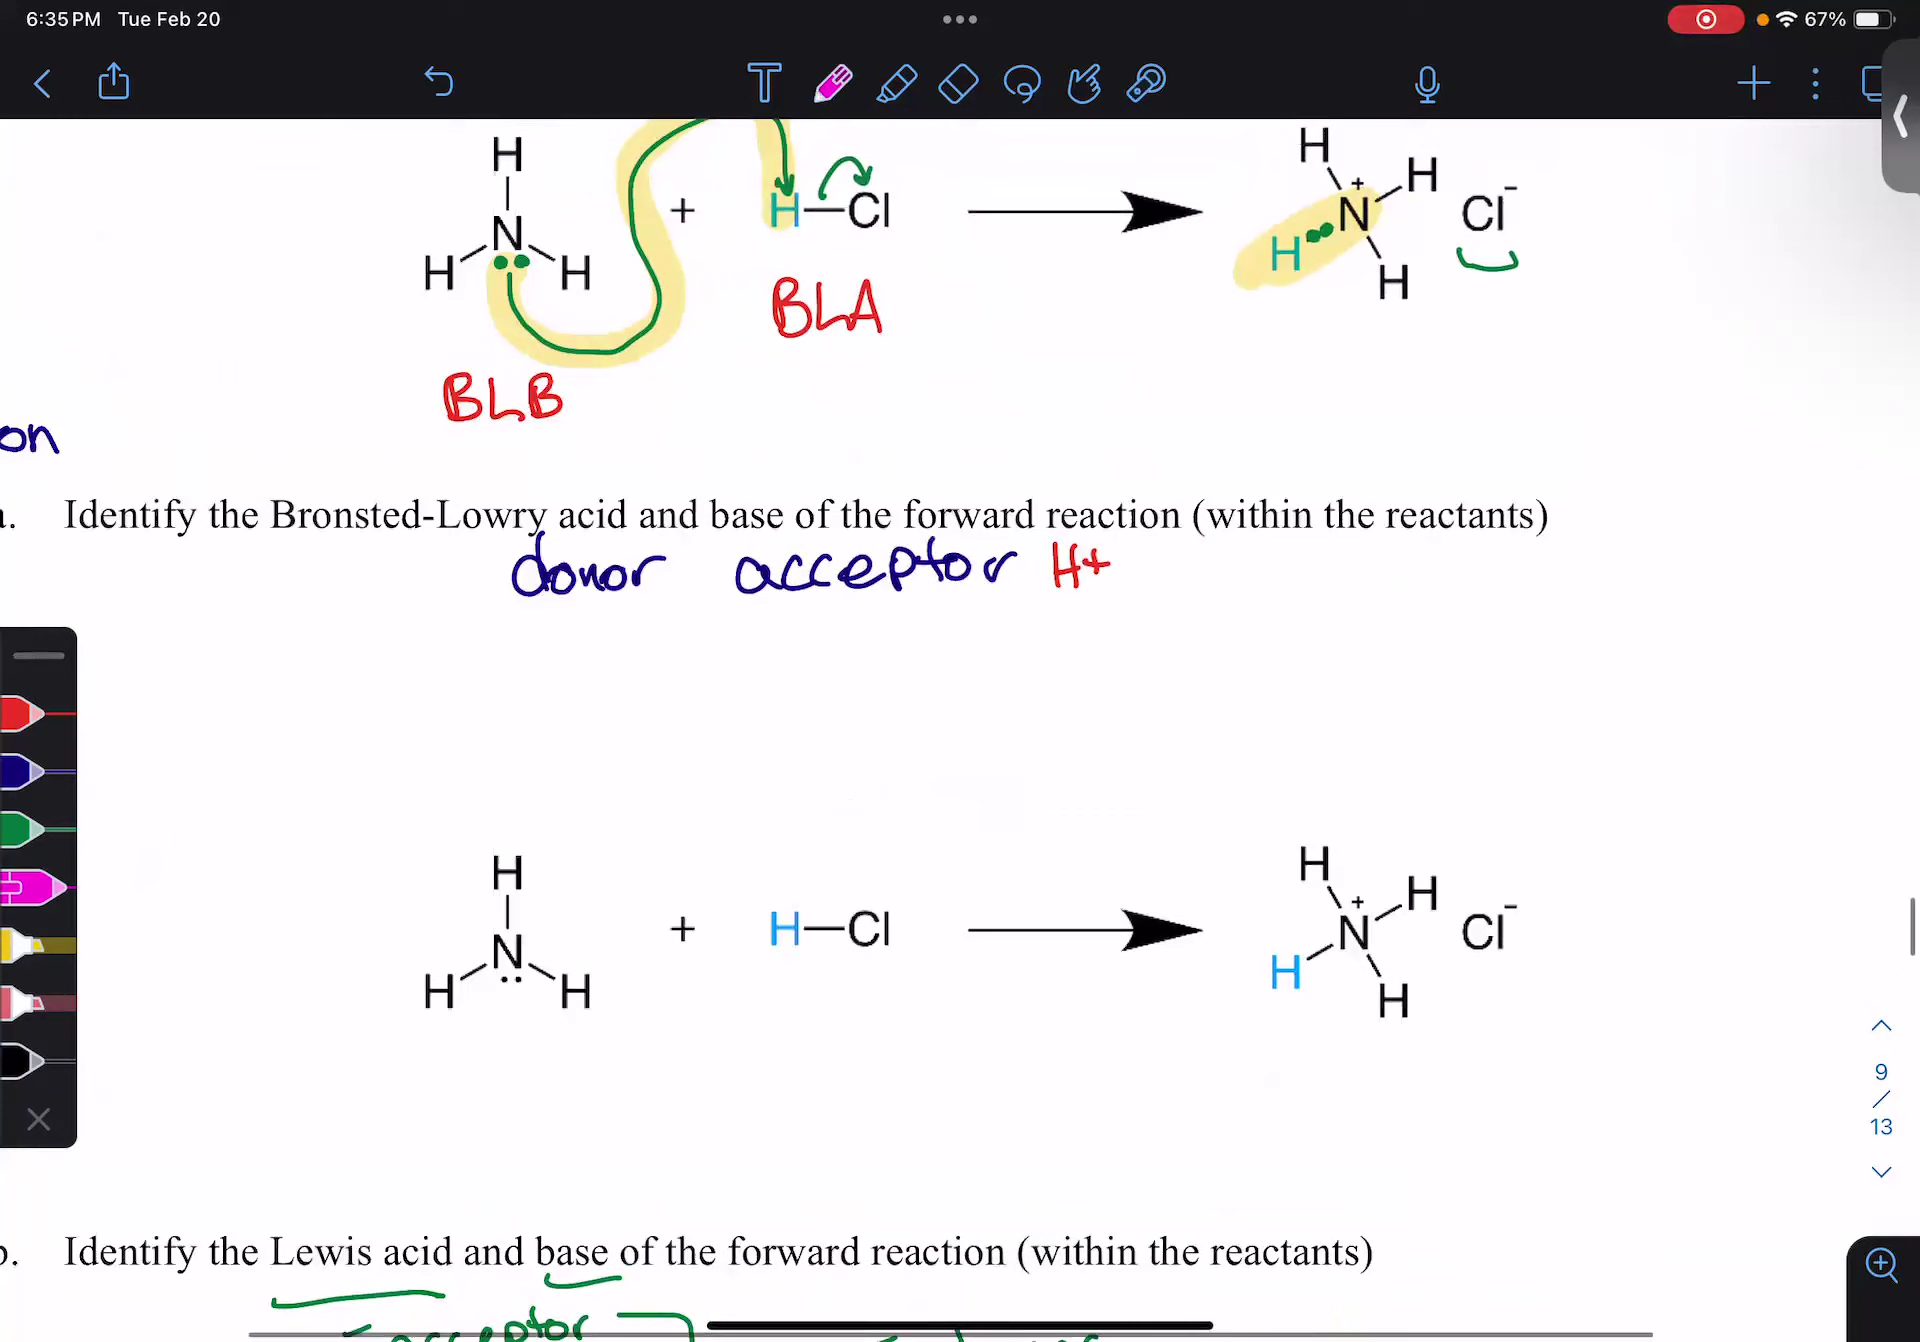 6:35 PM Tue Feb 20 67%
H
N
H H
+ H—Cl
H
+
N H
H H
Cl⁻
BLA
BLB
on
Identify the Bronsted-Lowry acid and base of the forward reaction (within the reactants)
donor acceptor H+
H
N
H H
+ H—Cl
H
+
N H
H H
Cl⁻
9
/
13
Identify the Lewis acid and base of the forward reaction (within the reactants)
acceptor